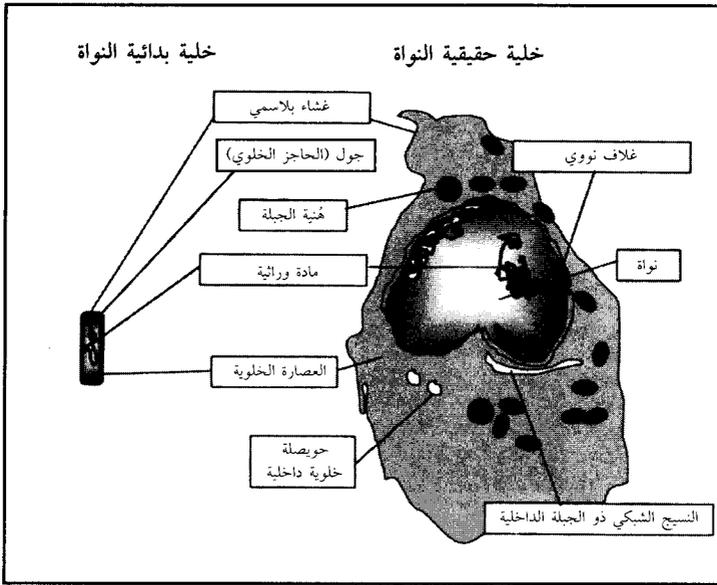 خلية حقيقية النواة
خلية بدائية النواة
غشاء بلاسمي
جول (الحاجز الخلوي)
غلاف نووي
هُنية الجبلة
مادة وراثية
نواة
العصارة الخلوية
حويصلة
خلوية داخلية
النسيج الشبكي ذو الجبلة الداخلية